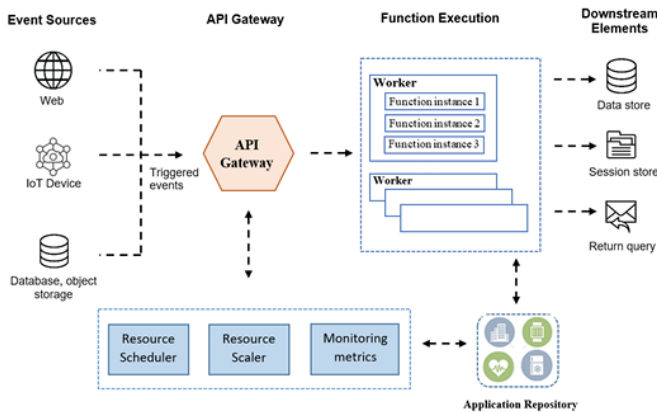 Event Sources
API Gateway
Function Execution
Downstream
Elements
Web
IoT Device
Database, object
storage
Triggered
events
API
Gateway
Worker
Function instance 1
Function instance 2
Function instance 3
Worker
Data store
Session store
Return query
Resource
Scheduler
Resource
Scaler
Monitoring
metrics
Application Repository